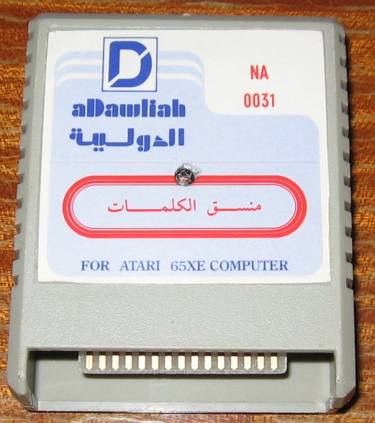 D
NA
0031
aDawliah
الدولية
منسق الكلمات
FOR ATARI 65XE COMPUTER